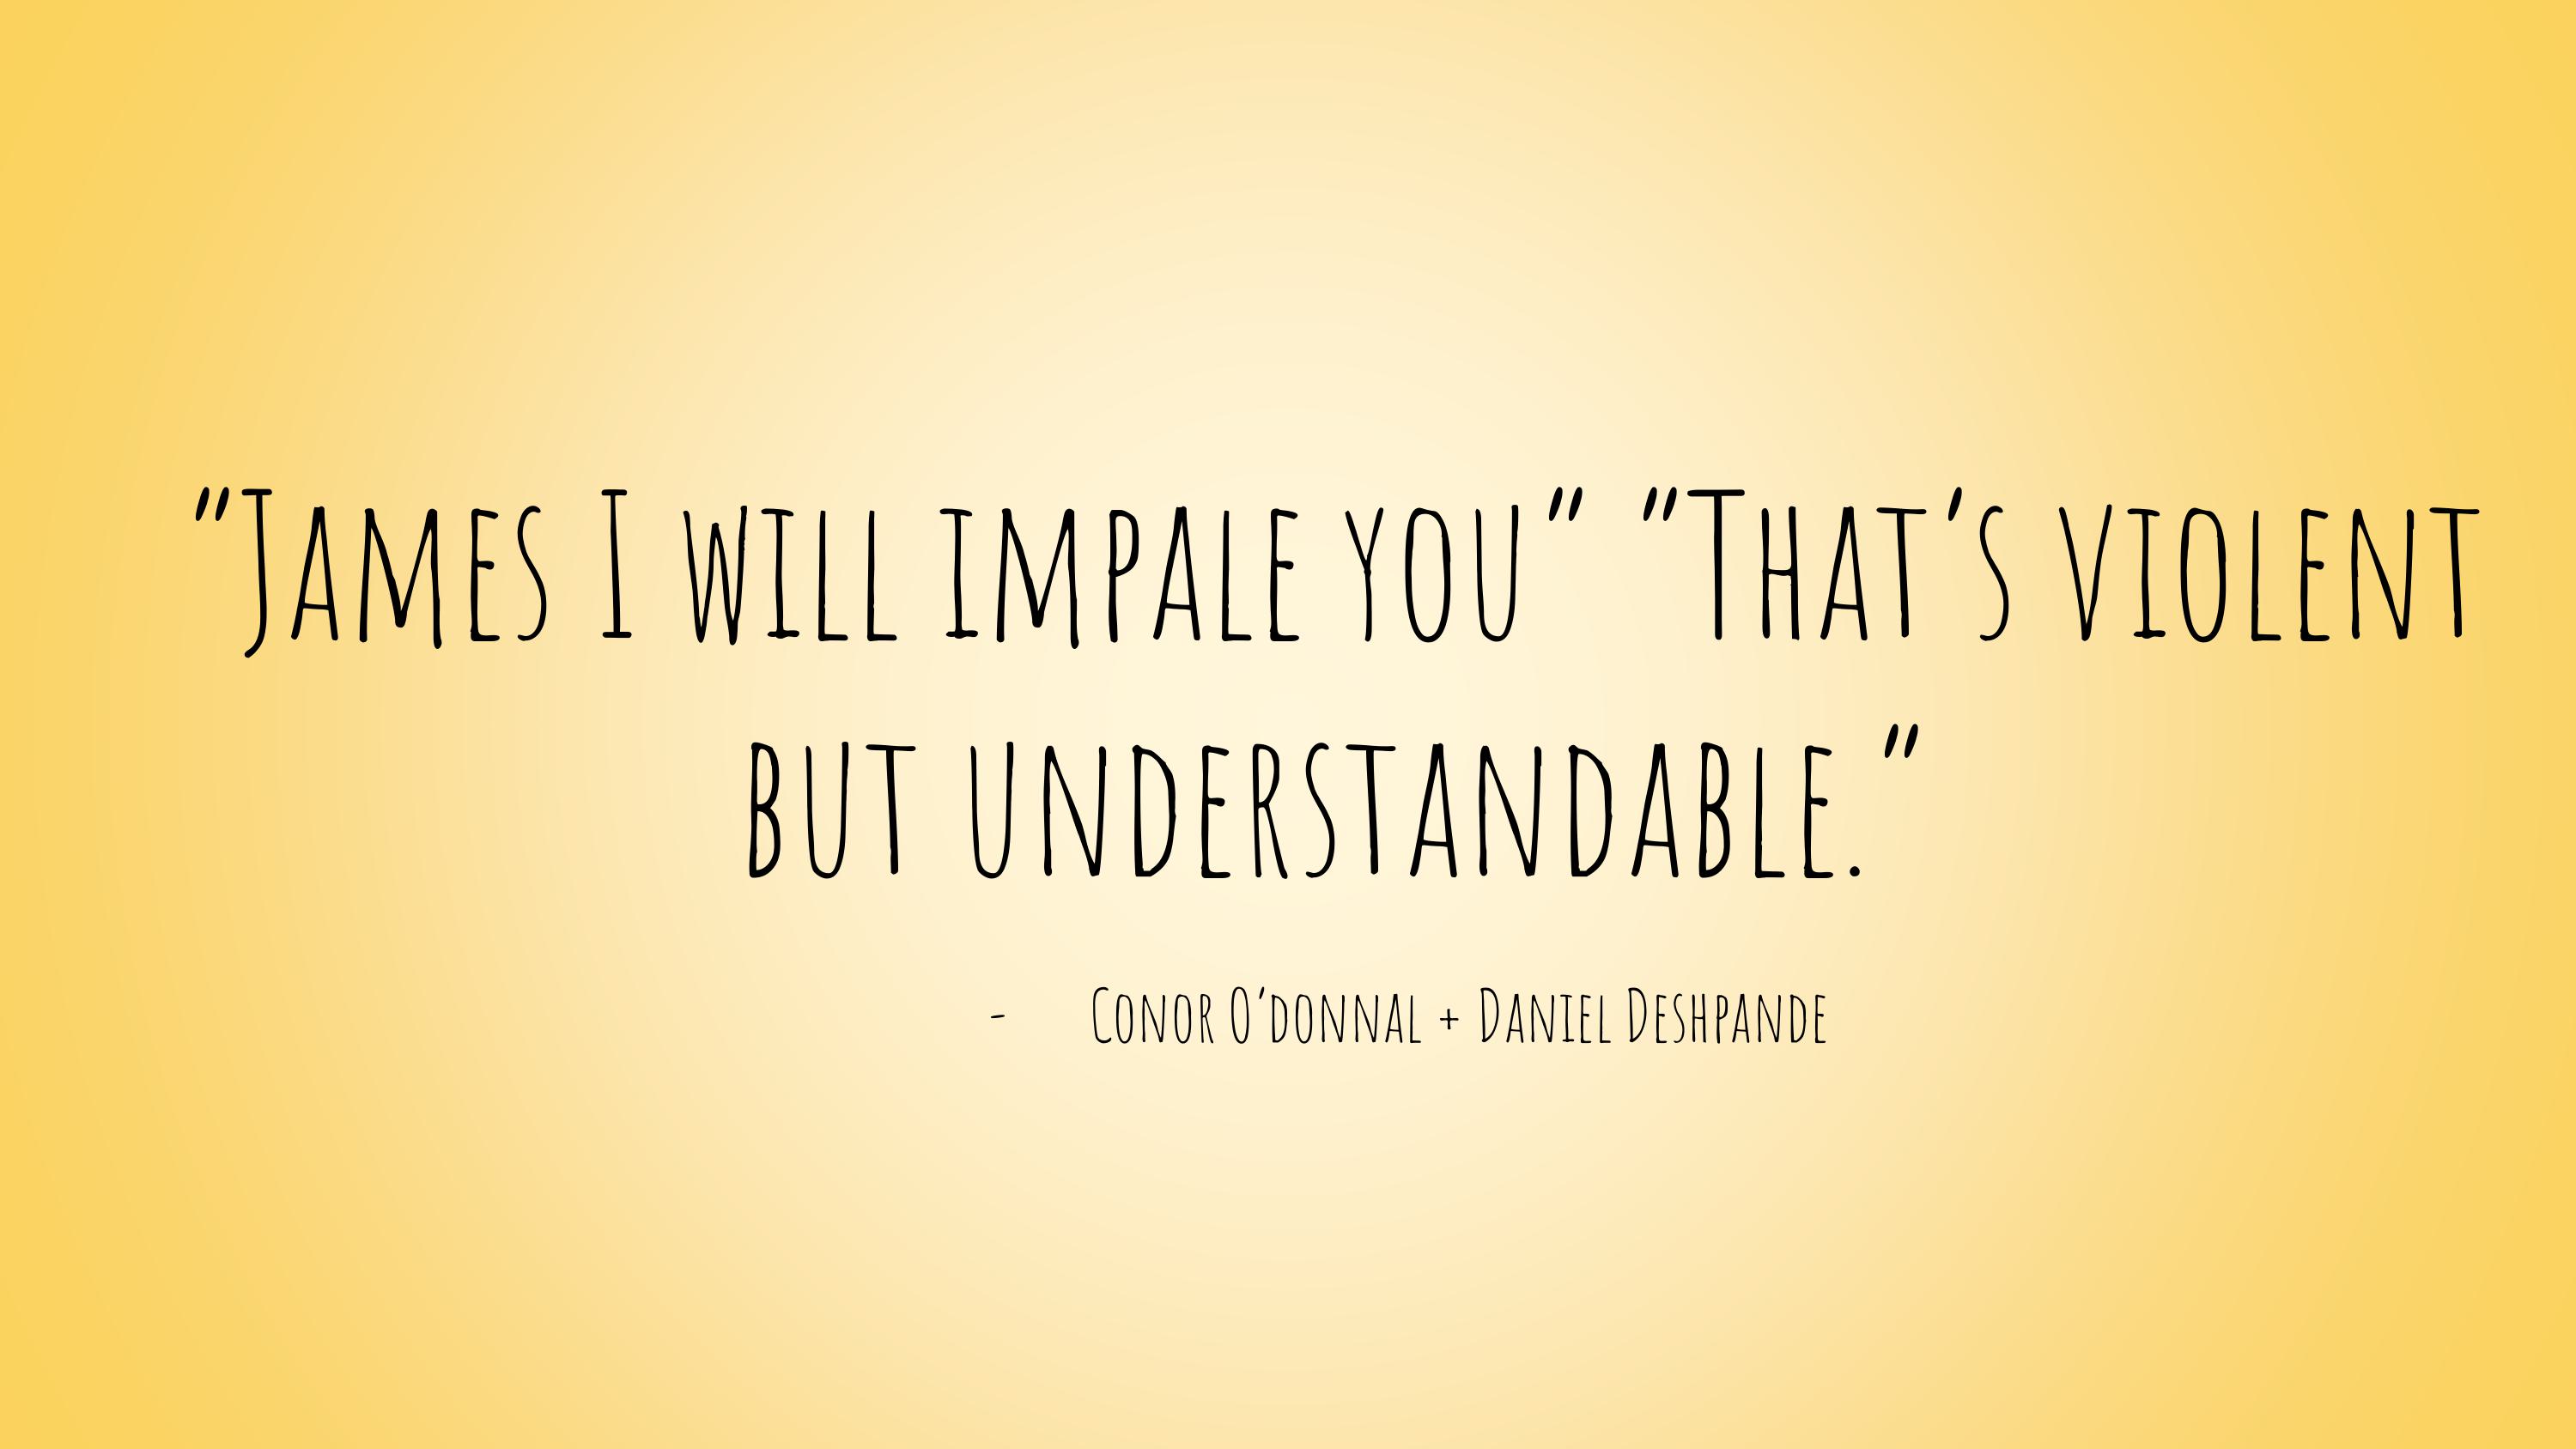 "James I will impale you" "That's violent
but understandable."
- Conor O'donnal + Daniel Deshpande